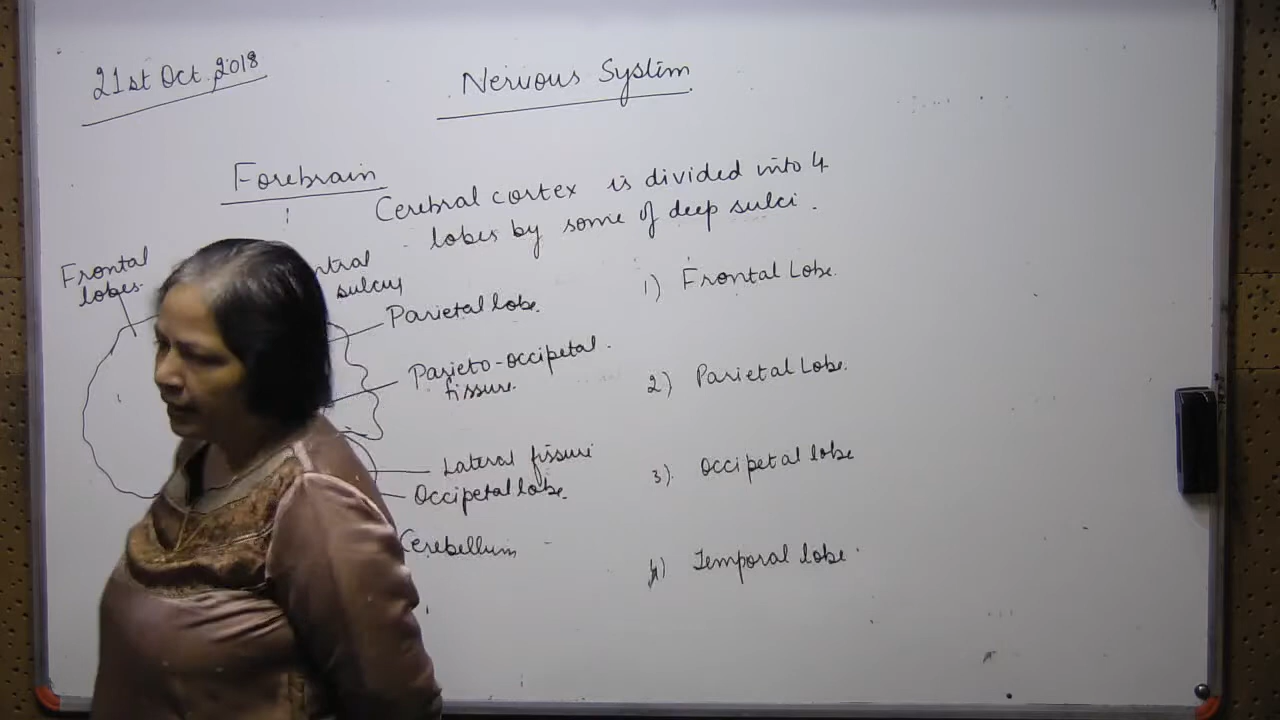 21st Oct. 2018
Nervous System
Forebrain
Cerebral cortex is divided into 4
lobes by some of deep sulci.
Frontal
lobes.
ntral
sulcus
Parietal lobe.
Parieto-occipetal.
fissure.
Lateral fissure
Occipetal lobe.
Cerebellum
1) Frontal Lobe.
2) Parietal Lobe.
3). Occipetal lobe
4) Temporal lobe.